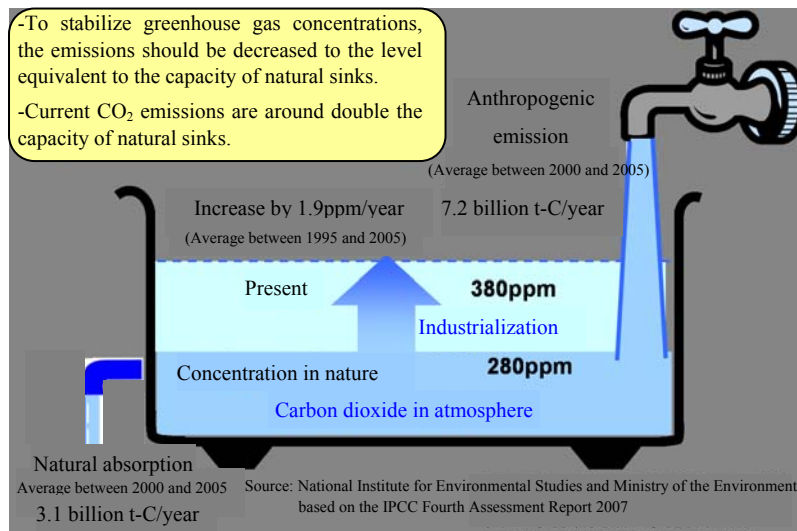 -To stabilize greenhouse gas concentrations,
the emissions should be decreased to the level
equivalent to the capacity of natural sinks.
-Current CO₂ emissions are around double the
capacity of natural sinks.
Anthropogenic
emission
(Average between 2000 and 2005)
7.2 billion t-C/year
Increase by 1.9ppm/year
(Average between 1995 and 2005)
Present 380ppm
Industrialization
Concentration in nature 280ppm
Carbon dioxide in atmosphere
Natural absorption
Average between 2000 and 2005
3.1 billion t-C/year
Source: National Institute for Environmental Studies and Ministry of the Environment
based on the IPCC Fourth Assessment Report 2007